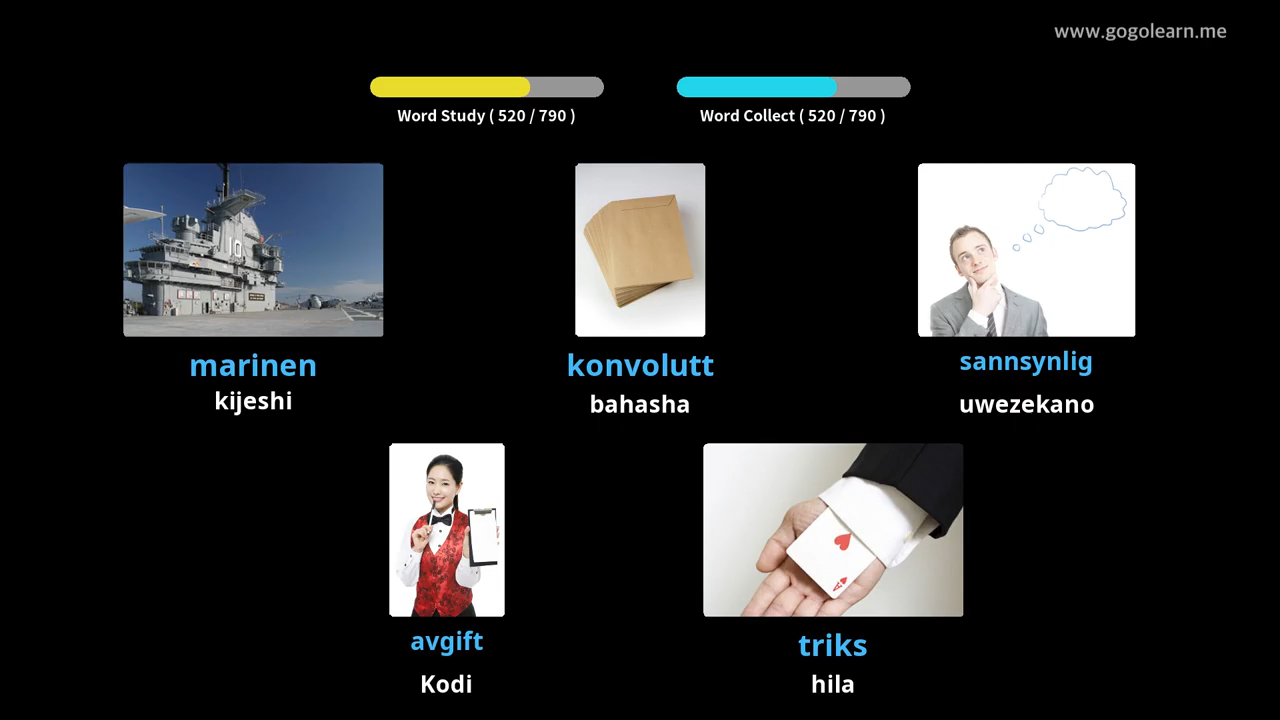 www.gogolearn.me
Word Study ( 520 / 790 )
Word Collect ( 520 / 790 )
10
marinen
kijeshi
konvolutt
bahasha
sannsynlig
uwezekano
A
avgift
Kodi
triks
hila